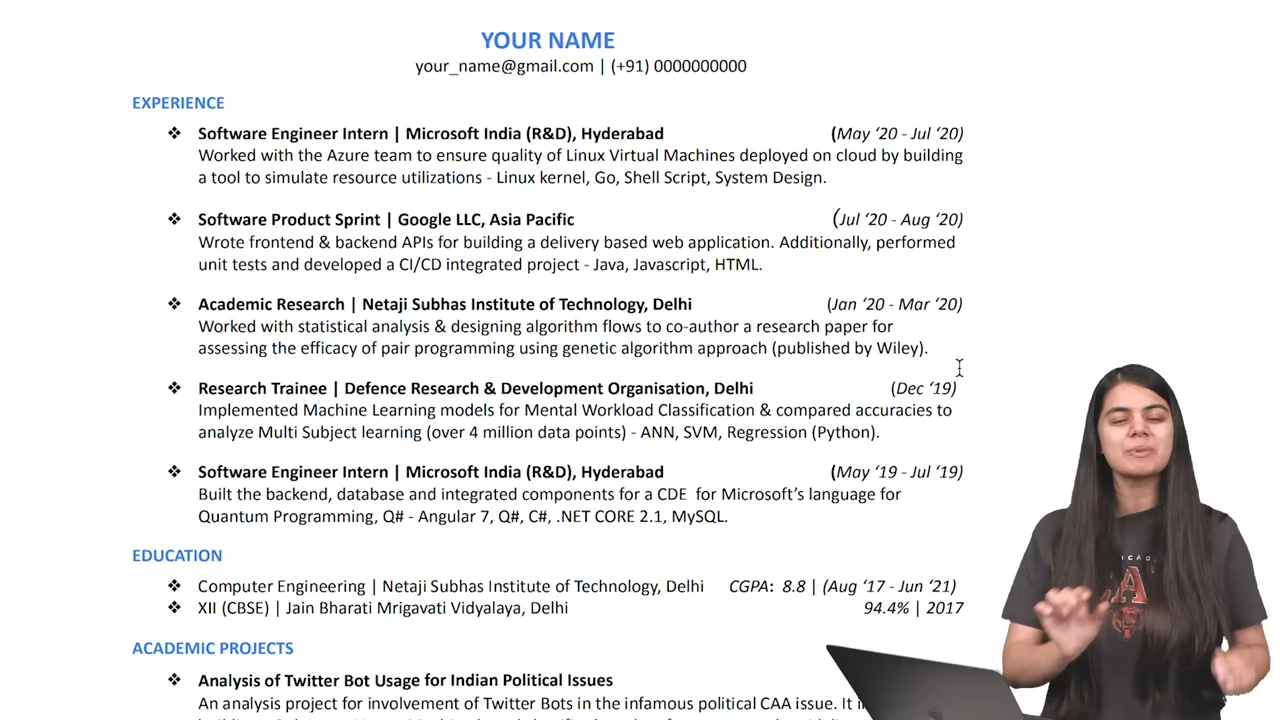 YOUR NAME
your_name@gmail.com | (+91) 0000000000
EXPERIENCE
❖ Software Engineer Intern | Microsoft India (R&D), Hyderabad (May ‘20 - Jul ‘20)
Worked with the Azure team to ensure quality of Linux Virtual Machines deployed on cloud by building
a tool to simulate resource utilizations - Linux kernel, Go, Shell Script, System Design.
❖ Software Product Sprint | Google LLC, Asia Pacific (Jul ‘20 - Aug ‘20)
Wrote frontend & backend APIs for building a delivery based web application. Additionally, performed
unit tests and developed a CI/CD integrated project - Java, Javascript, HTML.
❖ Academic Research | Netaji Subhas Institute of Technology, Delhi (Jan ‘20 - Mar ‘20)
Worked with statistical analysis & designing algorithm flows to co-author a research paper for
assessing the efficacy of pair programming using genetic algorithm approach (published by Wiley).
❖ Research Trainee | Defence Research & Development Organisation, Delhi (Dec ‘19)
Implemented Machine Learning models for Mental Workload Classification & compared accuracies to
analyze Multi Subject learning (over 4 million data points) - ANN, SVM, Regression (Python).
❖ Software Engineer Intern | Microsoft India (R&D), Hyderabad (May ‘19 - Jul ‘19)
Built the backend, database and integrated components for a CDE for Microsoft’s language for
Quantum Programming, Q# - Angular 7, Q#, C#, .NET CORE 2.1, MySQL.
EDUCATION
❖ Computer Engineering | Netaji Subhas Institute of Technology, Delhi CGPA: 8.8 | (Aug ‘17 - Jun ‘21)
❖ XII (CBSE) | Jain Bharati Mrigavati Vidyalaya, Delhi 94.4% | 2017
ACADEMIC PROJECTS
❖ Analysis of Twitter Bot Usage for Indian Political Issues
An analysis project for involvement of Twitter Bots in the infamous political CAA issue. It